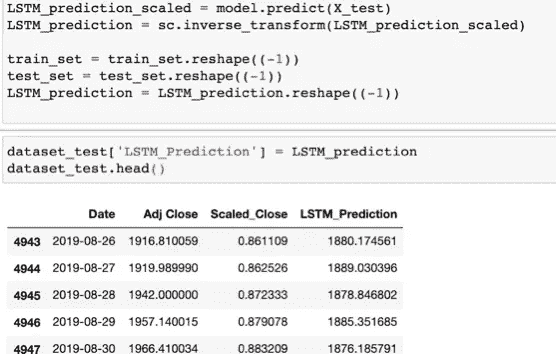 LSTM_prediction_scaled = model.predict(X_test)
LSTM_prediction = sc.inverse_transform(LSTM_prediction_scaled)
train_set = train_set.reshape((-1))
test_set = test_set.reshape((-1))
LSTM_prediction = LSTM_prediction.reshape((-1))
dataset_test['LSTM_Prediction'] = LSTM_prediction
dataset_test.head()
Date Adj Close Scaled_Close LSTM_Prediction
4943 2019-08-26 1916.810059 0.861109 1880.174561
4944 2019-08-27 1919.989990 0.862526 1889.030396
4945 2019-08-28 1942.000000 0.872333 1878.846802
4946 2019-08-29 1957.140015 0.879078 1885.351685
4947 2019-08-30 1966.410034 0.883209 1876.185791